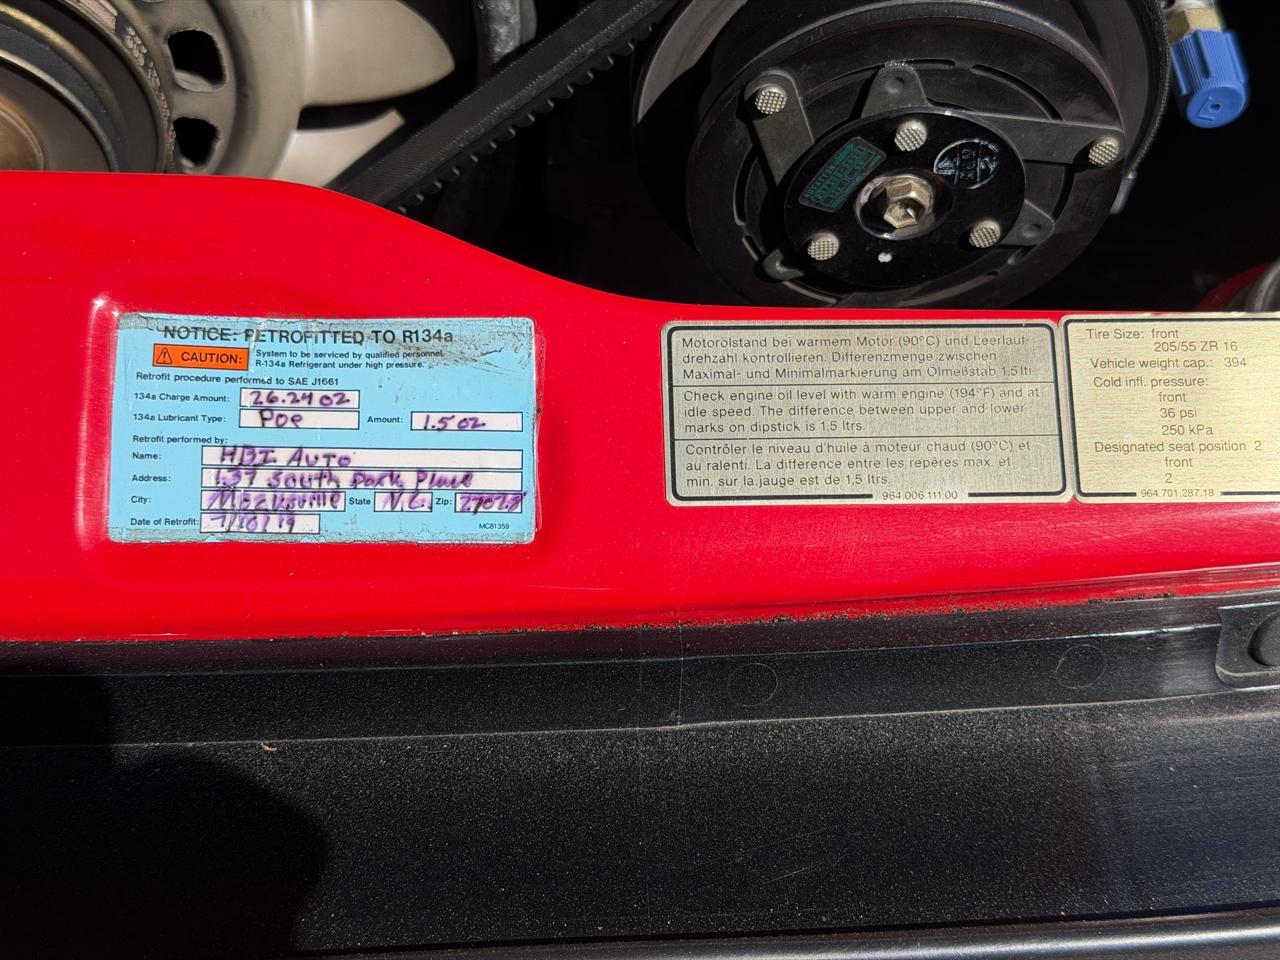 NOTICE: RETROFITTED TO R134a
CAUTION:
System to be serviced by qualified personnel.
R-134a Refrigerant under high pressure.
Retrofit procedure performed to SAE J1661
134a Charge Amount: 26.24 oz
134a Lubricant Type: Poe Amount: 1.5 oz
Retrofit performed by:
Name: HBI AUTO
Address: 137 South Park Place
City: Mocksville State N.C. Zip: 27028
Date of Retrofit:
MC81359
Motorölstand bei warmem Motor (90°C) und Leerlauf-
drehzahl kontrollieren. Differenzmenge zwischen
Maximal- und Minimalmarkierung am Ölmeßstab 1,5 ltr.
Check engine oil level with warm engine (194°F) and at
idle speed. The difference between upper and lower
marks on dipstick is 1,5 ltrs.
Contrôler le niveau d'huile à moteur chaud (90°C) et
au ralenti. La difference entre les repères max. et
min. sur la jauge est de 1,5 ltrs.
964.006.111.00
Tire Size: front
205/55 ZR 16
Vehicle weight cap.: 394
Cold infl. pressure:
front
36 psi
250 kPa
Designated seat position 2
front
2
964.701.287.18